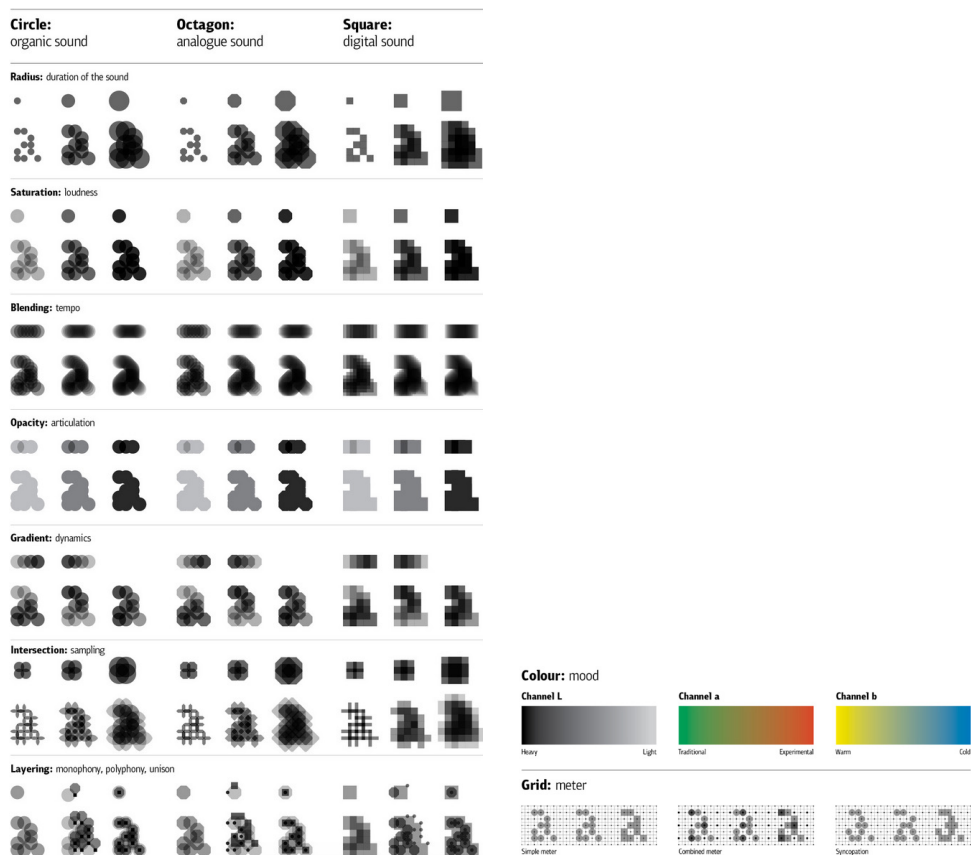 Circle:
organic sound
Octagon:
analogue sound
Square:
digital sound
Radius: duration of the sound
Saturation: loudness
Blending: tempo
Opacity: articulation
Gradient: dynamics
Intersection: sampling
Layering: monophony, polyphony, unison
Colour: mood
Channel L
Heavy Light
Channel a
Traditional Experimental
Channel b
Warm Cold
Grid: meter
Simple meter
Combined meter
Syncopation